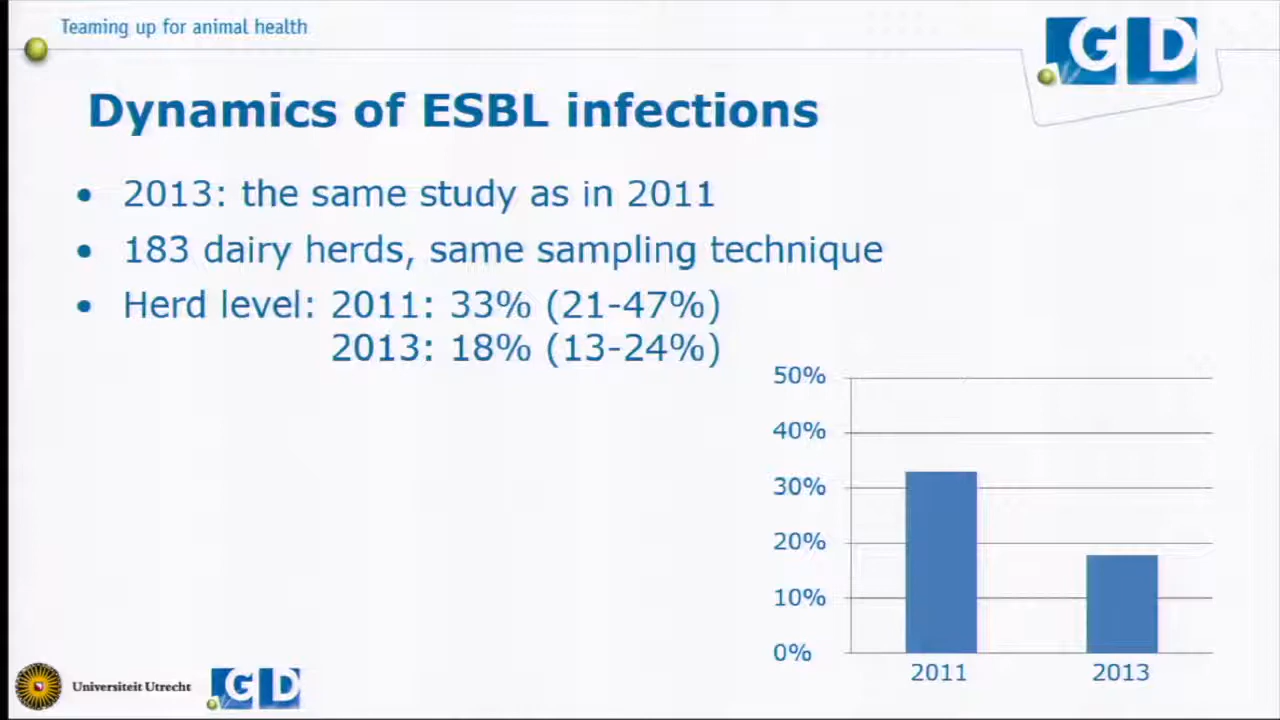 Teaming up for animal health
GD
Dynamics of ESBL infections
• 2013: the same study as in 2011
• 183 dairy herds, same sampling technique
• Herd level: 2011: 33% (21-47%)
2013: 18% (13-24%)
50%
40%
30%
20%
10%
0%
2011 2013
Universiteit Utrecht
GD